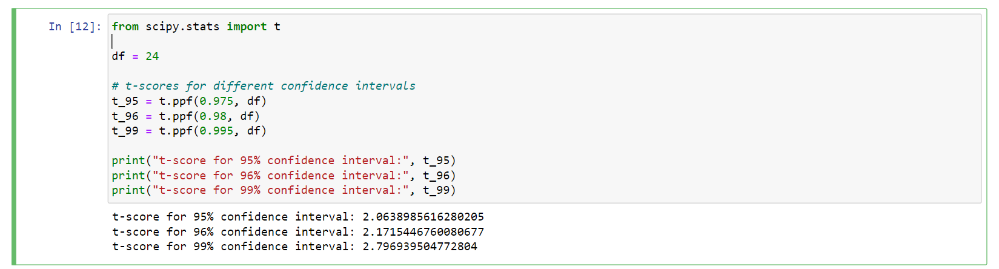 In [12]: from scipy.stats import t
df = 24
# t-scores for different confidence intervals
t_95 = t.ppf(0.975, df)
t_96 = t.ppf(0.98, df)
t_99 = t.ppf(0.995, df)
print("t-score for 95% confidence interval:", t_95)
print("t-score for 96% confidence interval:", t_96)
print("t-score for 99% confidence interval:", t_99)
t-score for 95% confidence interval: 2.0638985616280205
t-score for 96% confidence interval: 2.1715446760080677
t-score for 99% confidence interval: 2.796939504772804